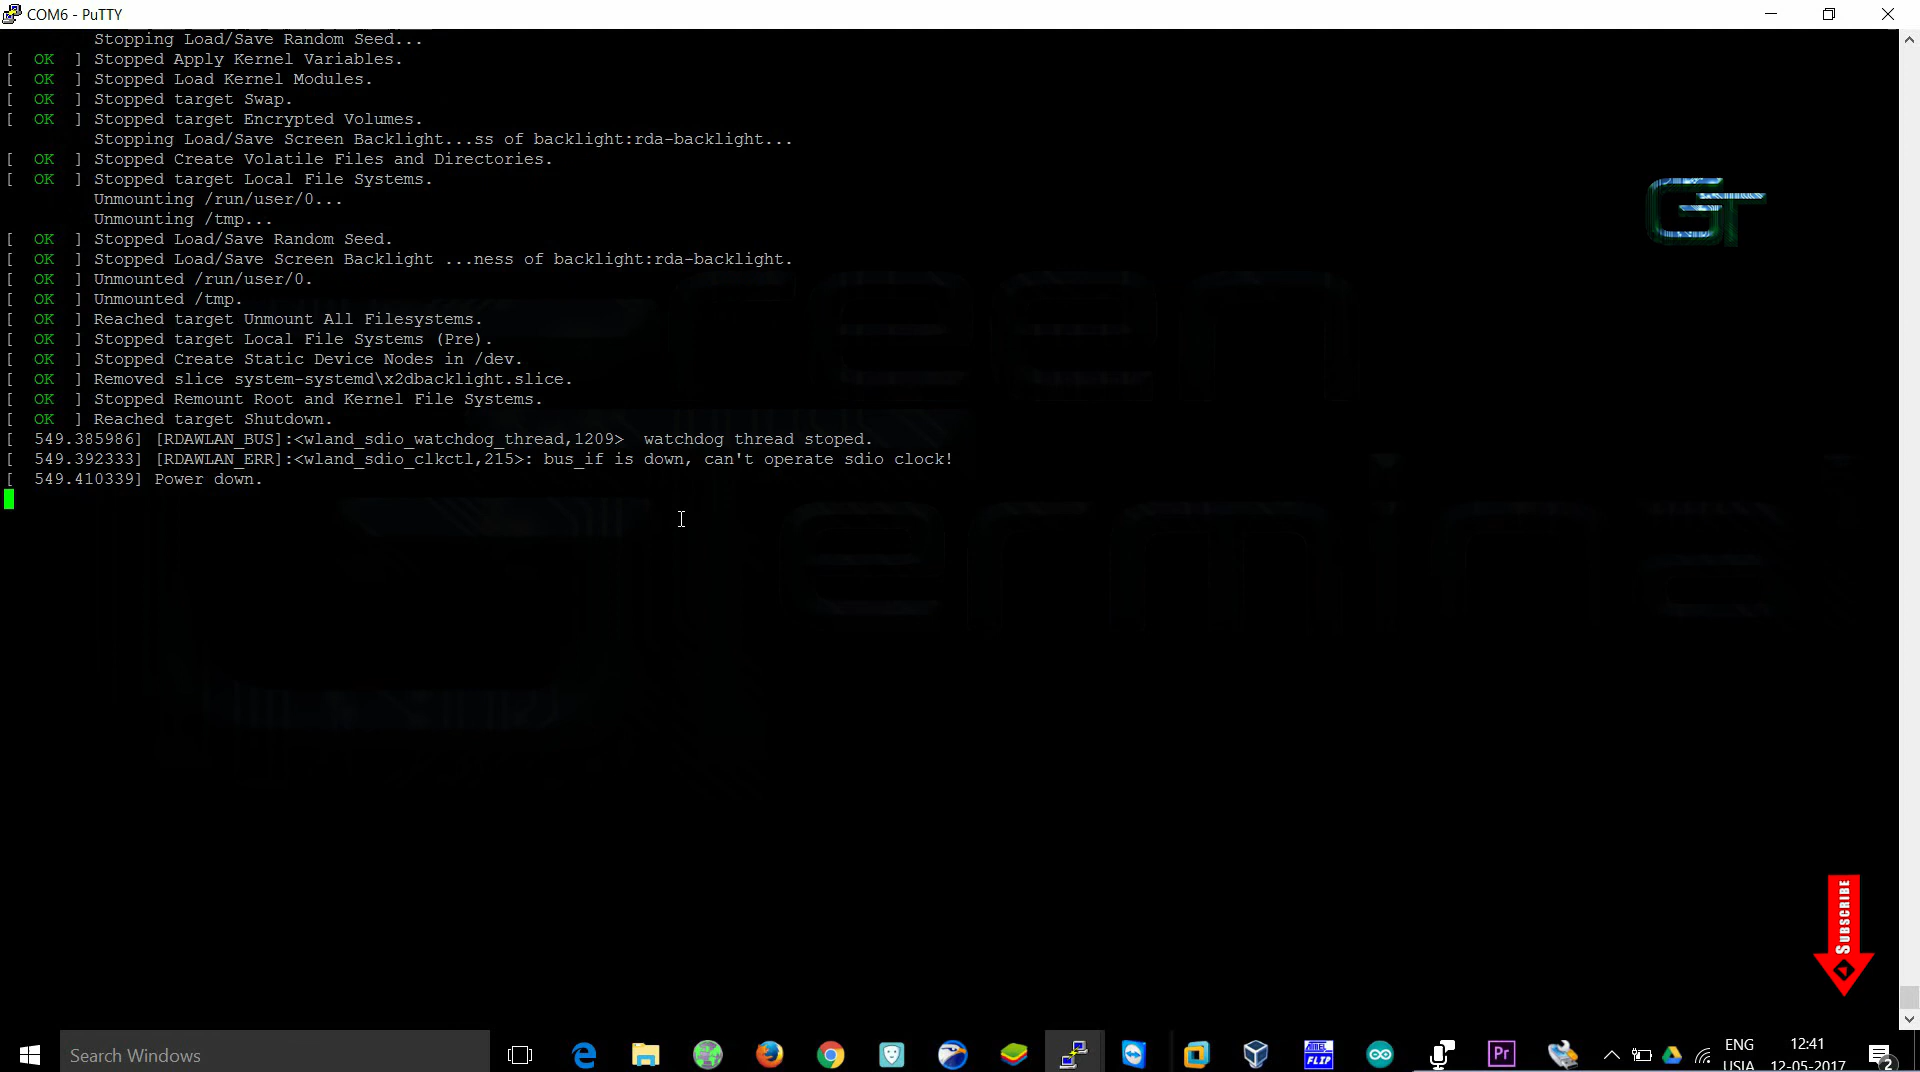 COM6 - PuTTY
Stopping Load/Save Random Seed...
[ OK ] Stopped Apply Kernel Variables.
[ OK ] Stopped Load Kernel Modules.
[ OK ] Stopped target Swap.
[ OK ] Stopped target Encrypted Volumes.
Stopping Load/Save Screen Backlight...ss of backlight:rda-backlight...
[ OK ] Stopped Create Volatile Files and Directories.
[ OK ] Stopped target Local File Systems.
Unmounting /run/user/0...
Unmounting /tmp...
[ OK ] Stopped Load/Save Random Seed.
[ OK ] Stopped Load/Save Screen Backlight ...ness of backlight:rda-backlight.
[ OK ] Unmounted /run/user/0.
[ OK ] Unmounted /tmp.
[ OK ] Reached target Unmount All Filesystems.
[ OK ] Stopped target Local File Systems (Pre).
[ OK ] Stopped Create Static Device Nodes in /dev.
[ OK ] Removed slice system-systemd\x2dbacklight.slice.
[ OK ] Stopped Remount Root and Kernel File Systems.
[ OK ] Reached target Shutdown.
[ 549.385986] [RDAWLAN_BUS]:<wland_sdio_watchdog_thread,1209>  watchdog thread stoped.
[ 549.392333] [RDAWLAN_ERR]:<wland_sdio_clkctl,215>: bus_if is down, can't operate sdio clock!
[ 549.410339] Power down.
GT
reen
erminal
SUBSCRIBE
Search Windows
ATMEL
FLIP
Pr
ENG
USIA
12:41
12-05-2017
2